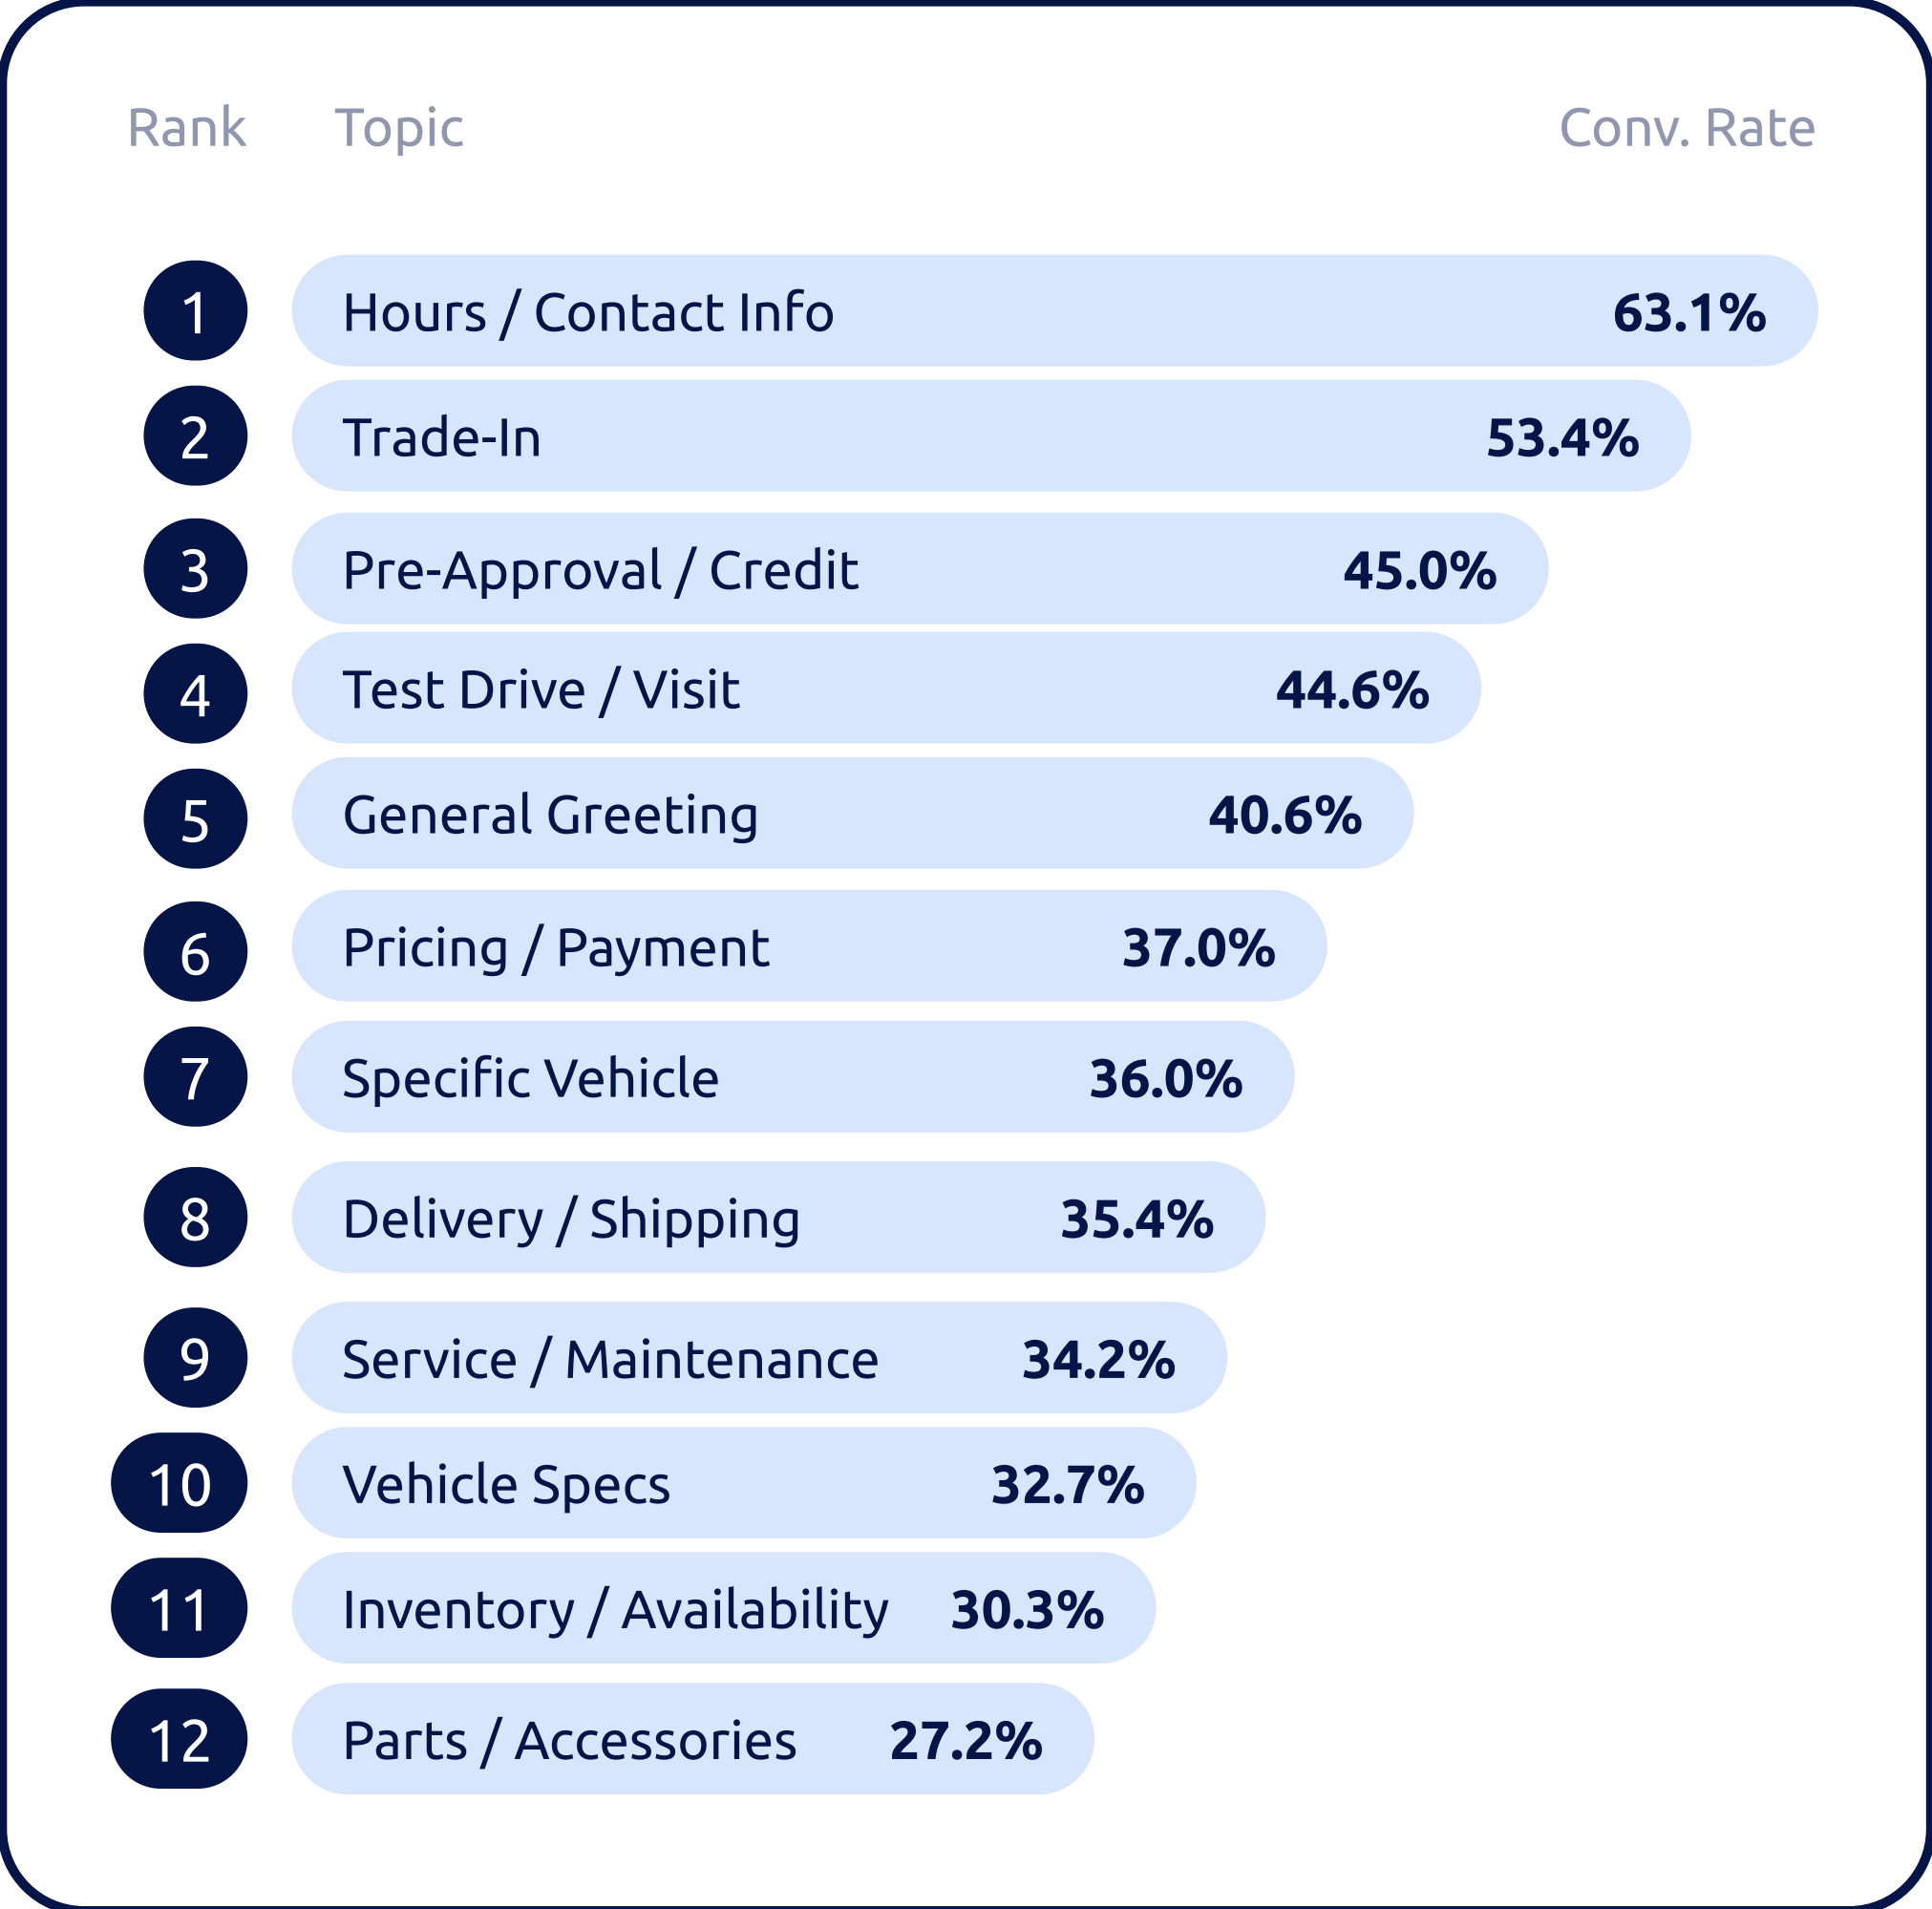 Rank Topic Conv. Rate
1 Hours / Contact Info 63.1%
2 Trade-In 53.4%
3 Pre-Approval / Credit 45.0%
4 Test Drive / Visit 44.6%
5 General Greeting 40.6%
6 Pricing / Payment 37.0%
7 Specific Vehicle 36.0%
8 Delivery / Shipping 35.4%
9 Service / Maintenance 34.2%
10 Vehicle Specs 32.7%
11 Inventory / Availability 30.3%
12 Parts / Accessories 27.2%